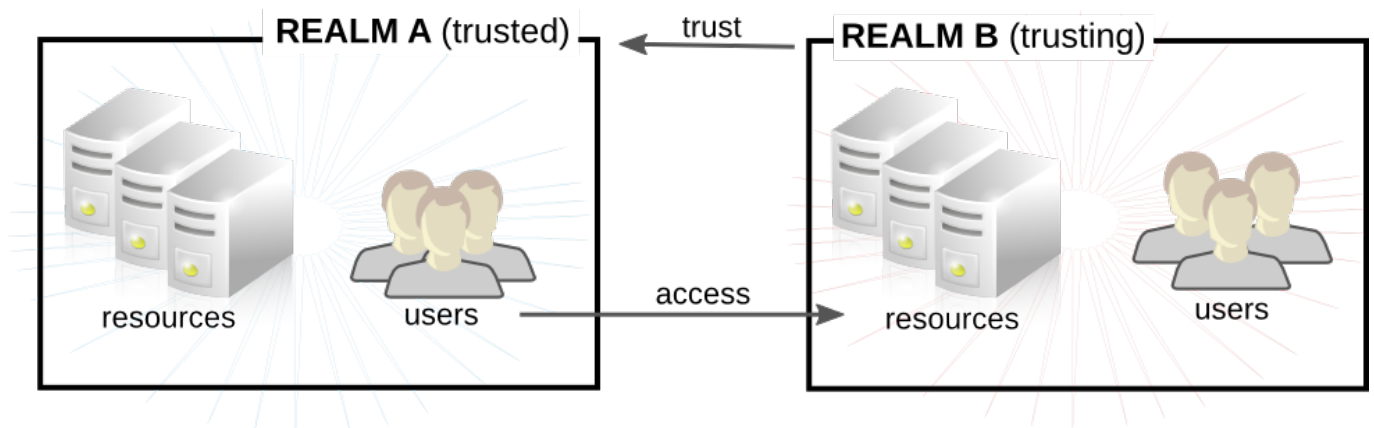 REALM A (trusted)
trust
REALM B (trusting)
resources
users
access
resources
users